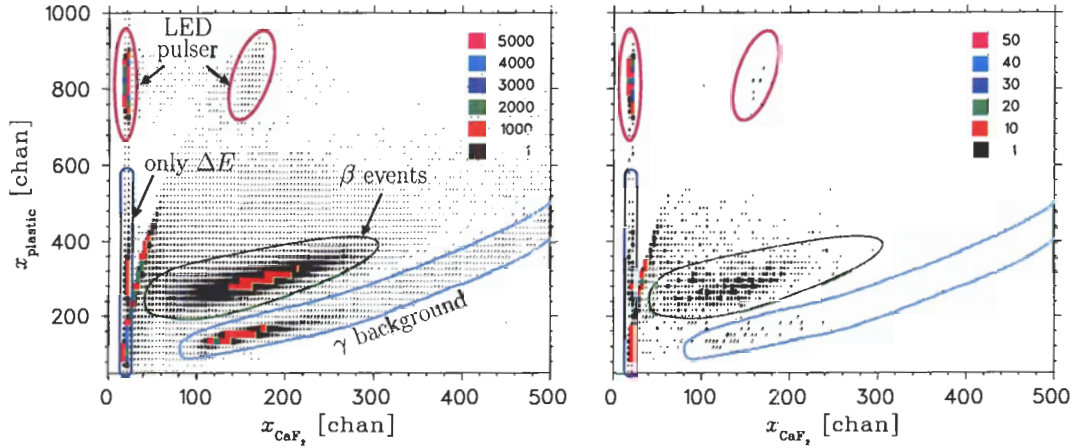 1000
800
600
400
200
x_plastic [chan]
LED
pulser
only ΔE
β events
γ background
5000
4000
3000
2000
1000
1
0 100 200 300 400 500
x_CaF₂ [chan]
50
40
30
20
10
1
0 100 200 300 400 500
x_CaF₂ [chan]